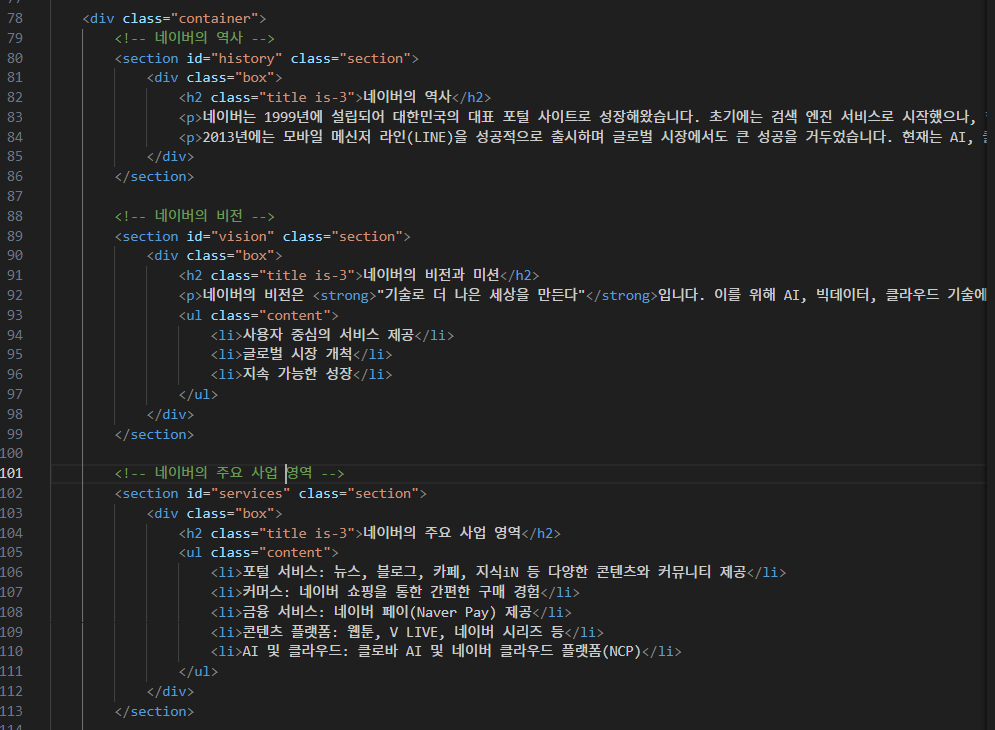 78 <div class="container">
79 <!-- 네이버의 역사 -->
80 <section id="history" class="section">
81 <div class="box">
82 <h2 class="title is-3">네이버의 역사</h2>
83 <p>네이버는 1999년에 설립되어 대한민국의 대표 포털 사이트로 성장해왔습니다. 초기에는 검색 엔진 서비스로 시작했으나,
84 <p>2013년에는 모바일 메신저 라인(LINE)을 성공적으로 출시하며 글로벌 시장에서도 큰 성공을 거두었습니다. 현재는 AI,
85 </div>
86 </section>
87
88 <!-- 네이버의 비전 -->
89 <section id="vision" class="section">
90 <div class="box">
91 <h2 class="title is-3">네이버의 비전과 미션</h2>
92 <p>네이버의 비전은 <strong>"기술로 더 나은 세상을 만든다"</strong>입니다. 이를 위해 AI, 빅데이터, 클라우드 기술에
93 <ul class="content">
94 <li>사용자 중심의 서비스 제공</li>
95 <li>글로벌 시장 개척</li>
96 <li>지속 가능한 성장</li>
97 </ul>
98 </div>
99 </section>
100
101 <!-- 네이버의 주요 사업 영역 -->
102 <section id="services" class="section">
103 <div class="box">
104 <h2 class="title is-3">네이버의 주요 사업 영역</h2>
105 <ul class="content">
106 <li>포털 서비스: 뉴스, 블로그, 카페, 지식iN 등 다양한 콘텐츠와 커뮤니티 제공</li>
107 <li>커머스: 네이버 쇼핑을 통한 간편한 구매 경험</li>
108 <li>금융 서비스: 네이버 페이(Naver Pay) 제공</li>
109 <li>콘텐츠 플랫폼: 웹툰, V LIVE, 네이버 시리즈 등</li>
110 <li>AI 및 클라우드: 클로바 AI 및 네이버 클라우드 플랫폼(NCP)</li>
111 </ul>
112 </div>
113 </section>